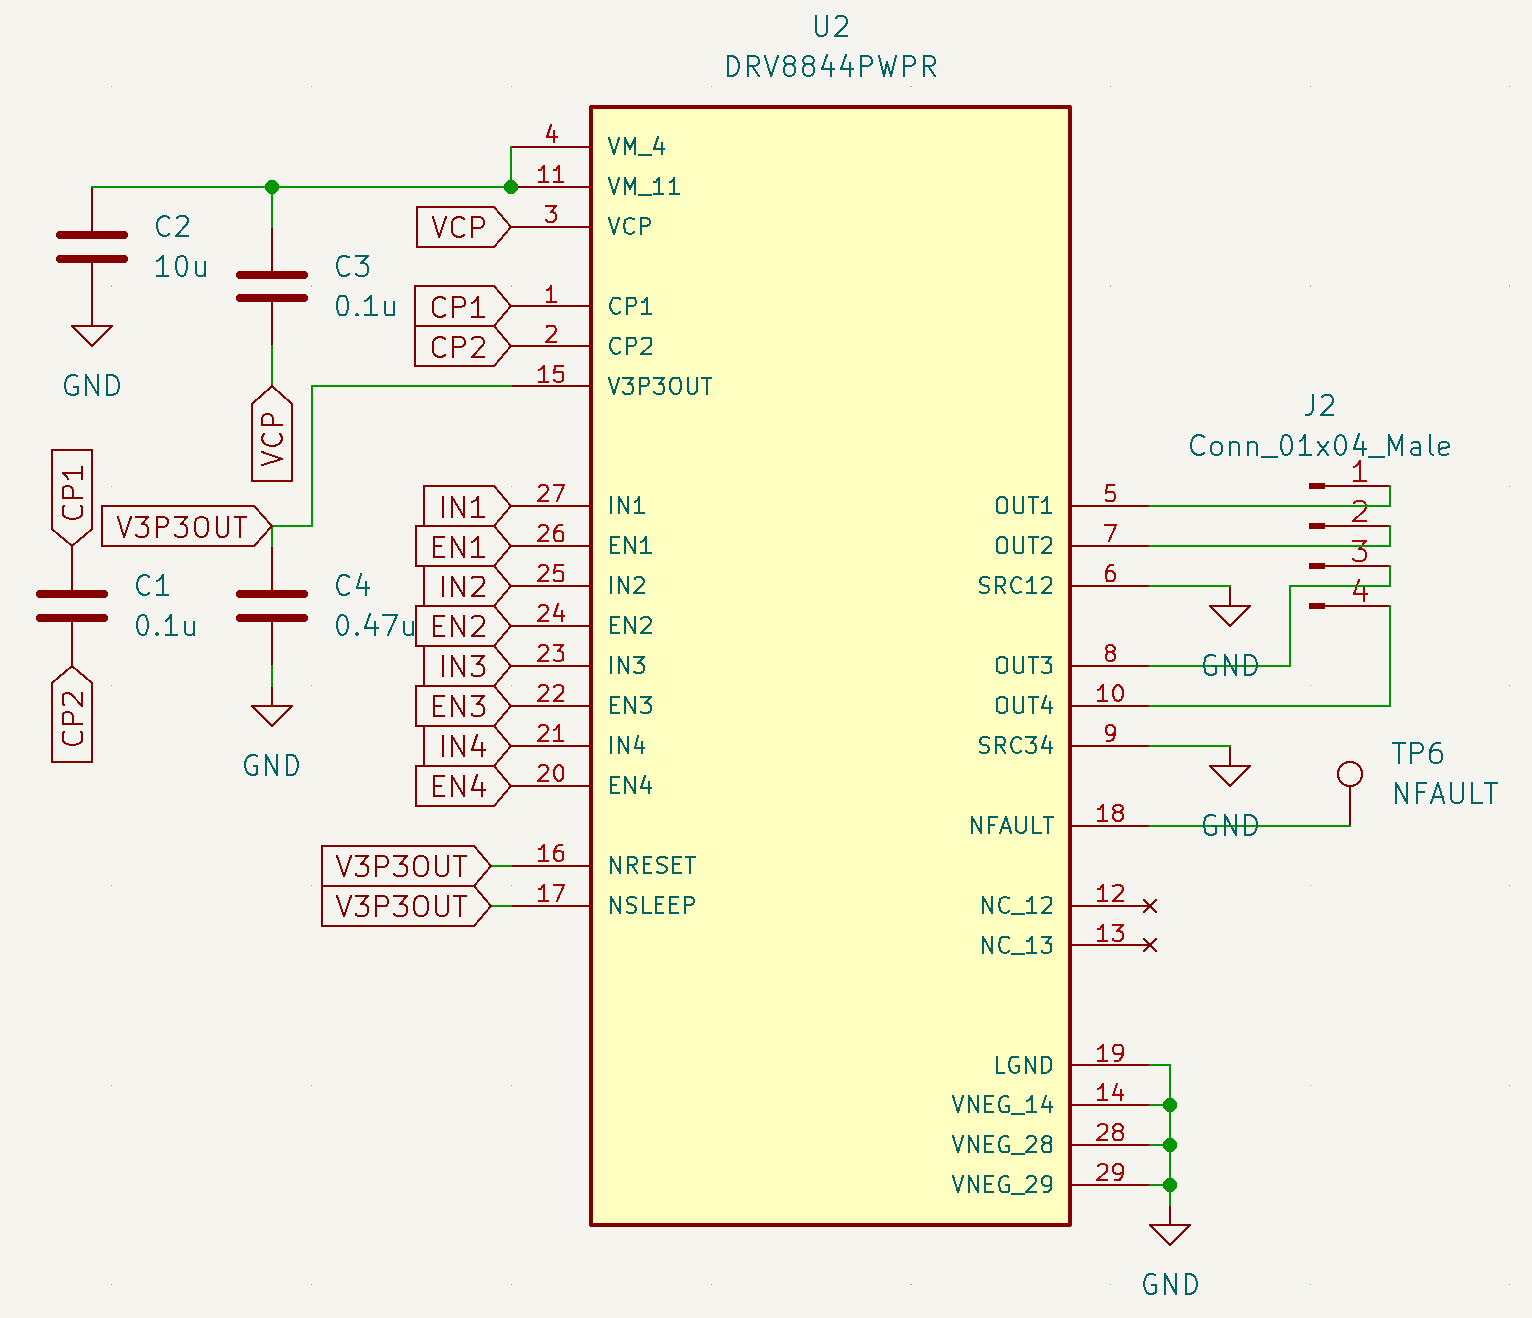 U2
DRV8844PWPR
4
VM_4
11
VM_11
VCP
3
VCP
C2
10u
GND
C3
0.1u
VCP
CP1
1
CP1
CP2
2
CP2
15
V3P3OUT
CP1
V3P3OUT
C1
0.1u
CP2
C4
0.47u
GND
IN1
27
IN1
EN1
26
EN1
IN2
25
IN2
EN2
24
EN2
IN3
23
IN3
EN3
22
EN3
IN4
21
IN4
EN4
20
EN4
V3P3OUT
16
NRESET
V3P3OUT
17
NSLEEP
J2
Conn_01x04_Male
1
2
3
4
OUT1
5
OUT2
7
SRC12
6
GND
OUT3
8
OUT4
10
SRC34
9
GND
TP6
NFAULT
NFAULT
18
NC_12
12
NC_13
13
LGND
19
VNEG_14
14
VNEG_28
28
VNEG_29
29
GND